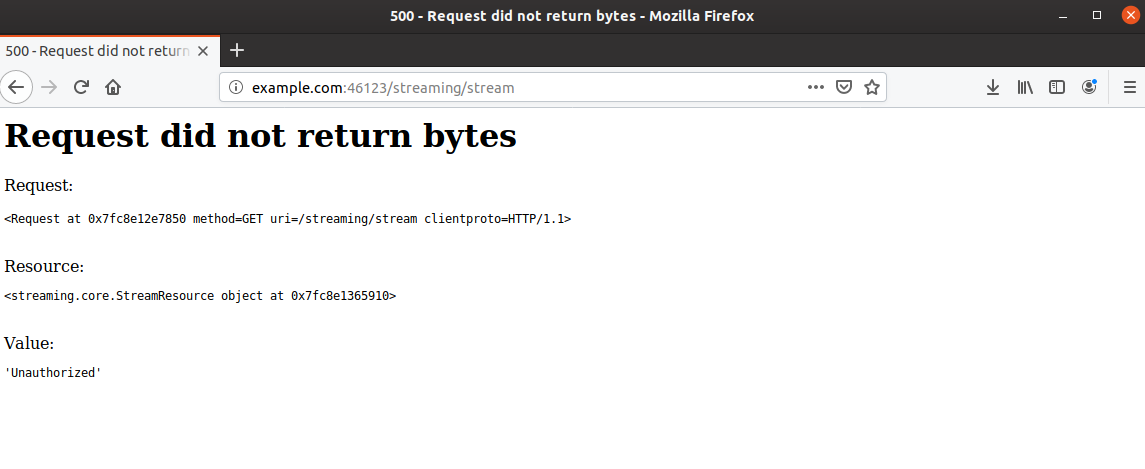 500 - Request did not return bytes - Mozilla Firefox
500 - Request did not return
example.com:46123/streaming/stream
Request did not return bytes
Request:
<Request at 0x7fc8e12e7850 method=GET uri=/streaming/stream clientproto=HTTP/1.1>
Resource:
<streaming.core.StreamResource object at 0x7fc8e1365910>
Value:
'Unauthorized'